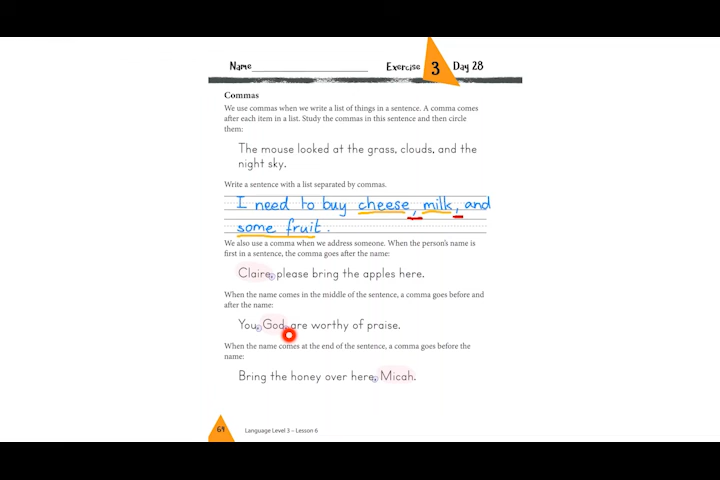 Name
Exercise 3 Day 28
Commas
We use commas when we write a list of things in a sentence. A comma comes
after each item in a list. Study the commas in this sentence and then circle
them:
The mouse looked at the grass, clouds, and the
night sky.
Write a sentence with a list separated by commas.
I need to buy cheese, milk, and
some fruit.
We also use a comma when we address someone. When the person's name is
first in a sentence, the comma goes after the name:
Claire, please bring the apples here.
When the name comes in the middle of the sentence, a comma goes before and
after the name:
You, God, are worthy of praise.
When the name comes at the end of the sentence, a comma goes before the
name:
Bring the honey over here, Micah.
64 Language Level 3 – Lesson 6